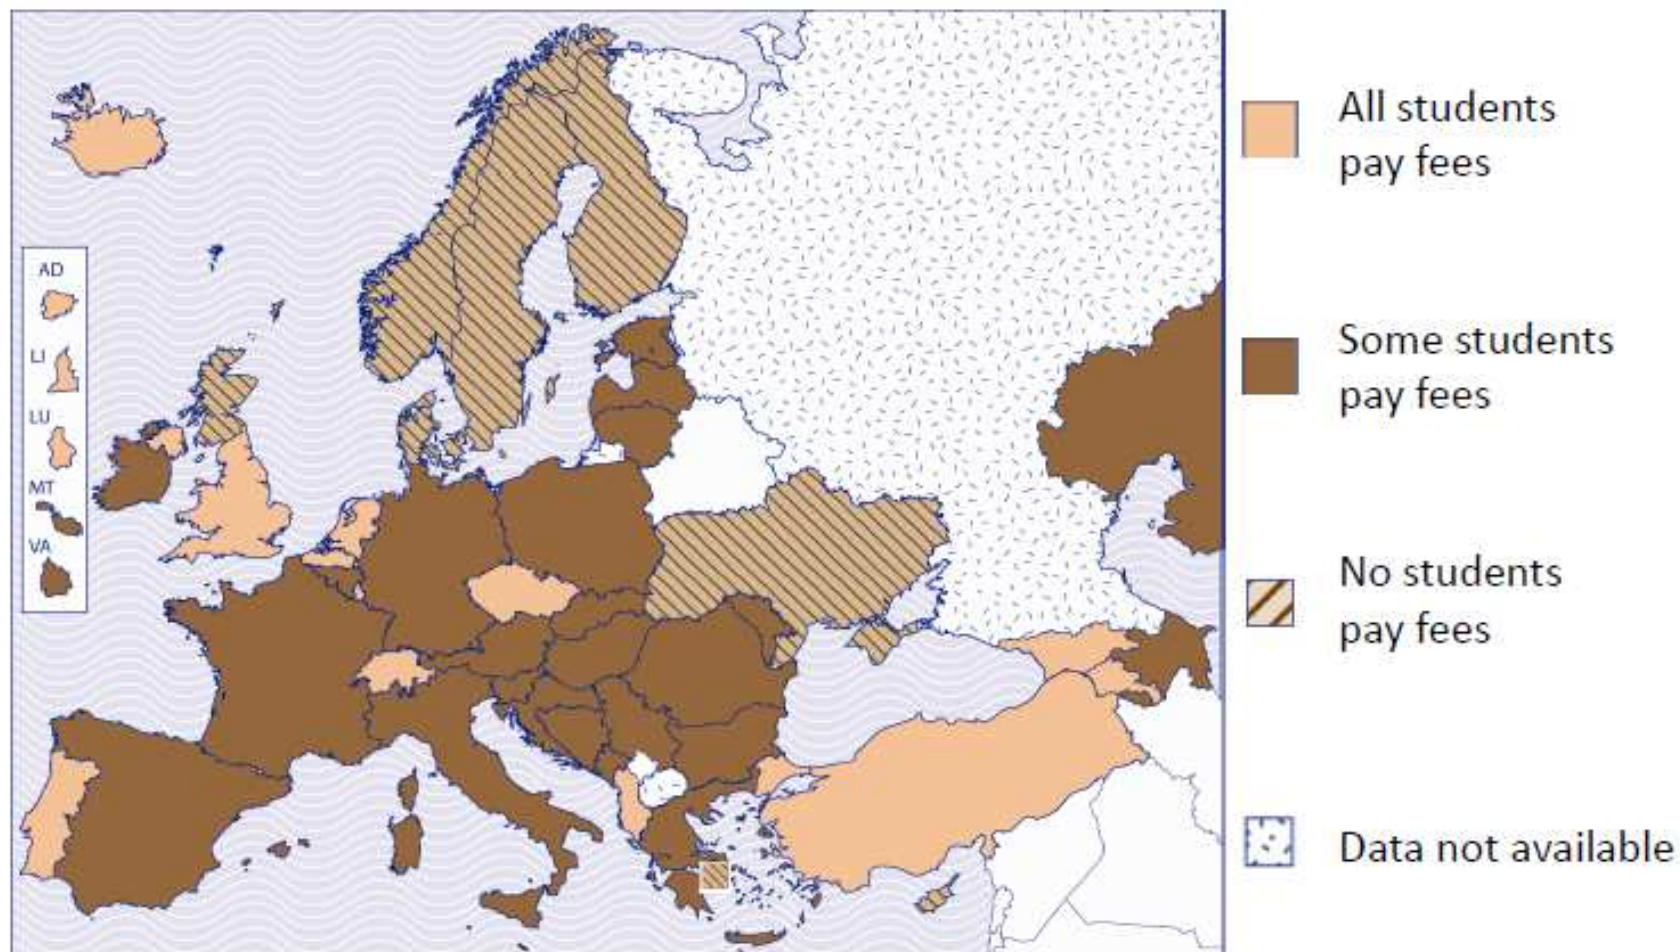 AD
LI
LU
MT
VA
All students
pay fees
Some students
pay fees
No students
pay fees
Data not available